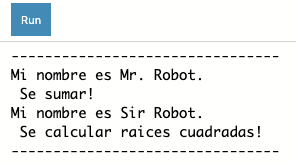 Run
--------------------------------
Mi nombre es Mr. Robot.
Se sumar!
Mi nombre es Sir Robot.
Se calcular raices cuadradas!
--------------------------------